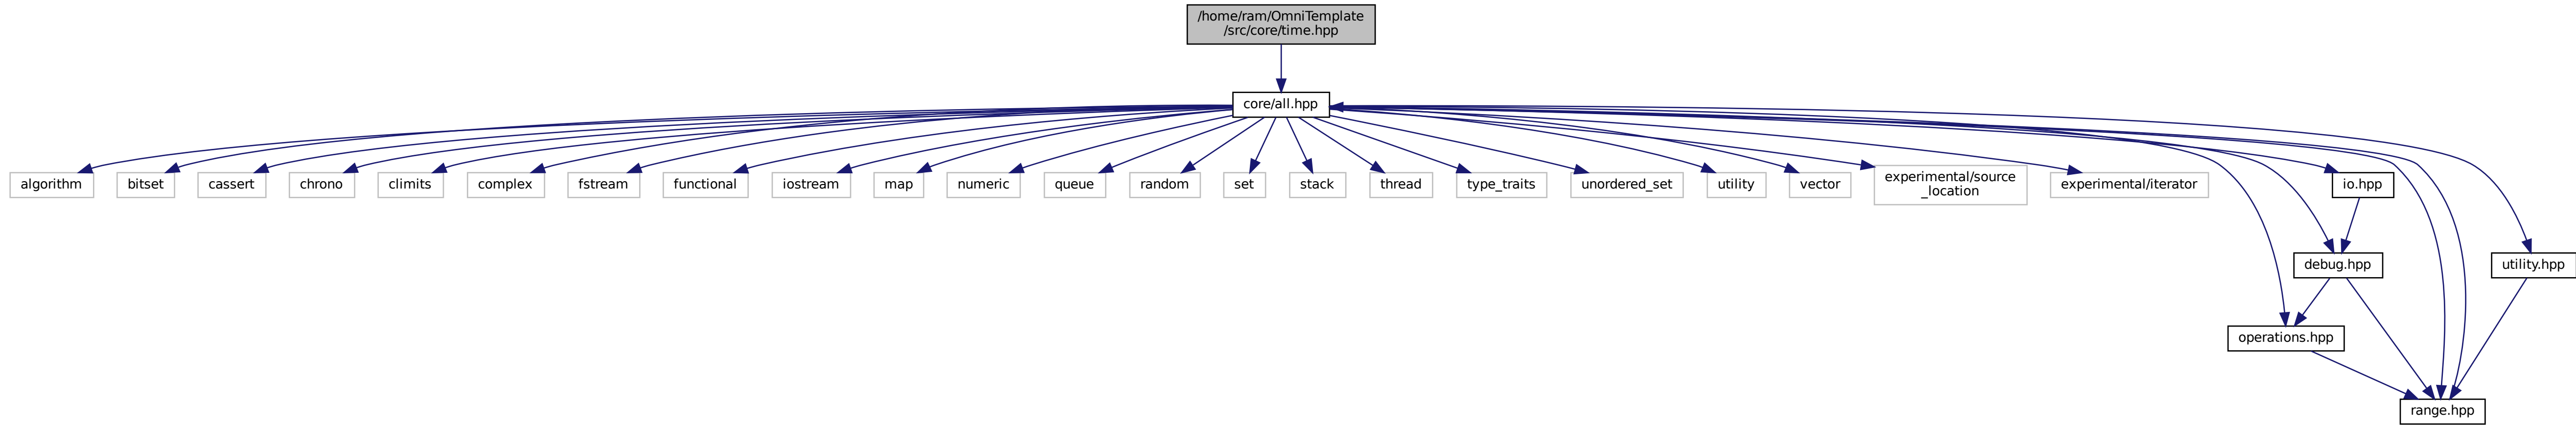 /home/ram/OmniTemplate
/src/core/time.hpp
core/all.hpp
algorithm
bitset
cassert
chrono
climits
complex
fstream
functional
iostream
map
numeric
queue
random
set
stack
thread
type_traits
unordered_set
utility
vector
experimental/source
_location
experimental/iterator
io.hpp
debug.hpp
utility.hpp
operations.hpp
range.hpp